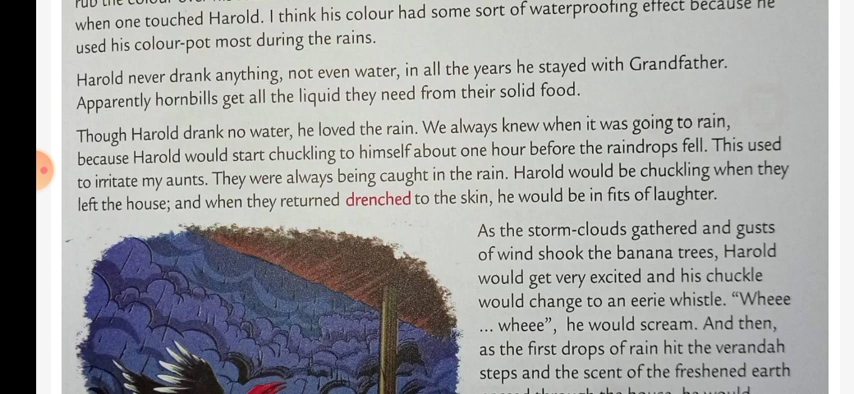 when one touched Harold. I think his colour had some sort of waterproofing effect because he
used his colour-pot most during the rains.
Harold never drank anything, not even water, in all the years he stayed with Grandfather.
Apparently hornbills get all the liquid they need from their solid food.
Though Harold drank no water, he loved the rain. We always knew when it was going to rain,
because Harold would start chuckling to himself about one hour before the raindrops fell. This used
to irritate my aunts. They were always being caught in the rain. Harold would be chuckling when they
left the house; and when they returned drenched to the skin, he would be in fits of laughter.
As the storm-clouds gathered and gusts
of wind shook the banana trees, Harold
would get very excited and his chuckle
would change to an eerie whistle. “Wheee
... wheee”, he would scream. And then,
as the first drops of rain hit the verandah
steps and the scent of the freshened earth
through the house, he would